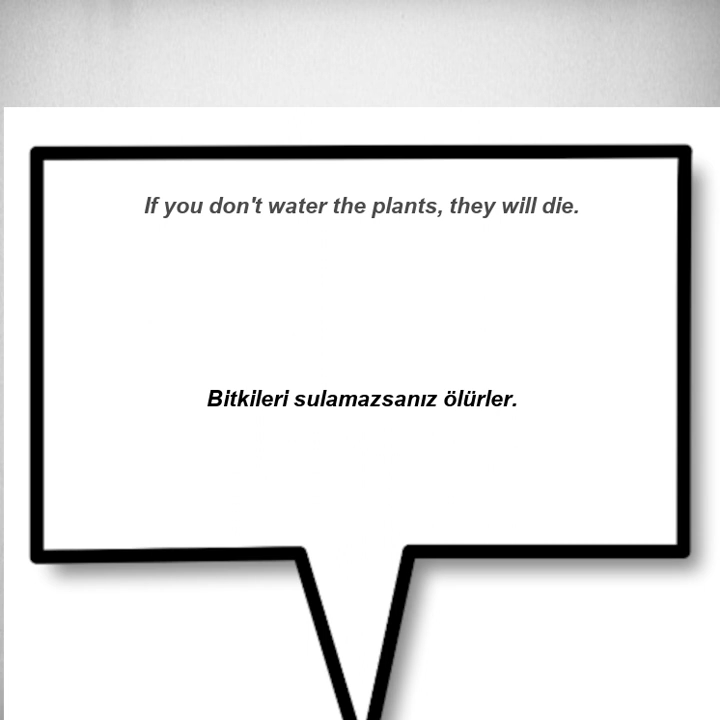 If you don't water the plants, they will die.
Bitkileri sulamazsanız ölürler.